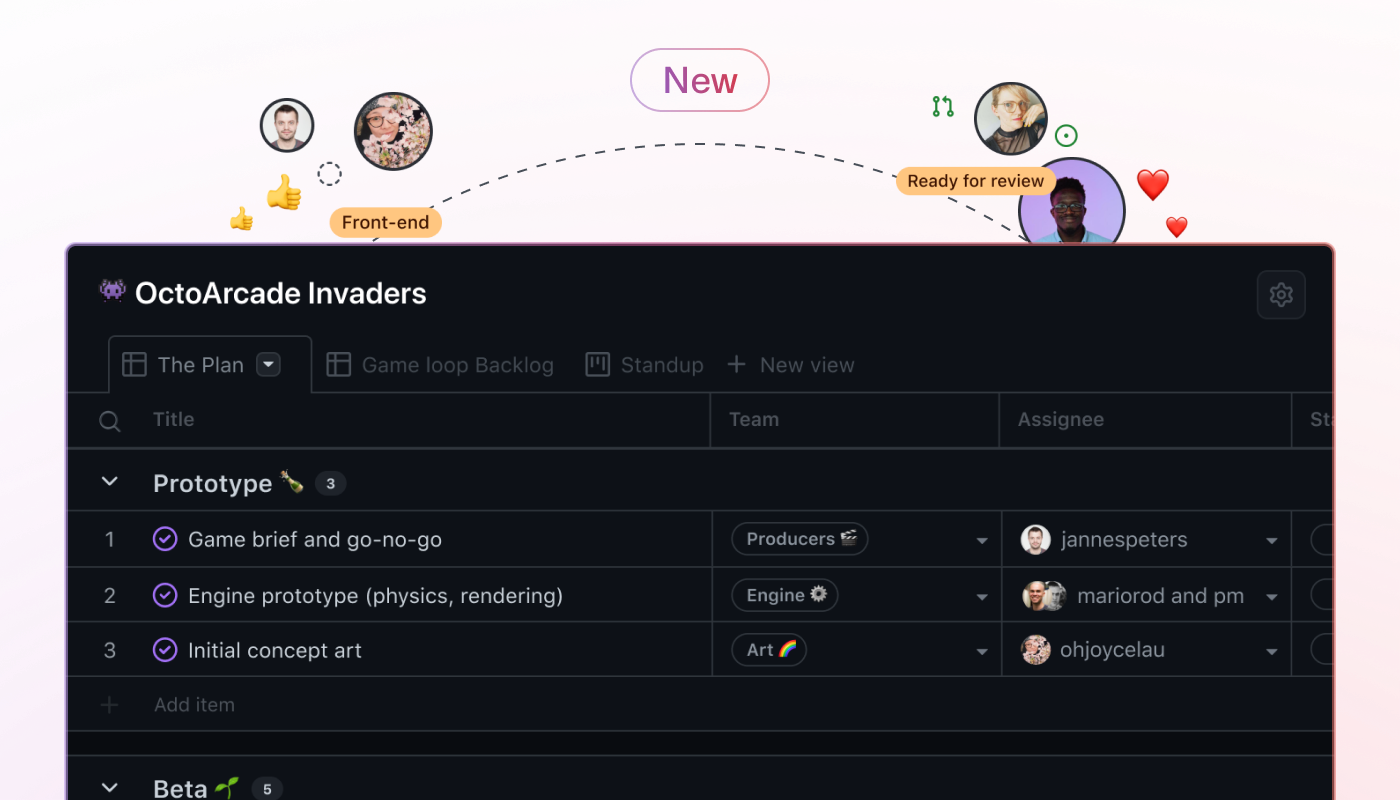 New
Ready for review
Front-end
OctoArcade Invaders
The Plan Game loop Backlog Standup + New view
Title Team Assignee
Prototype 3
1 Game brief and go-no-go Producers jannespeters
2 Engine prototype (physics, rendering) Engine mariorod and pm
3 Initial concept art Art ohjoycelau
+ Add item
Beta 5